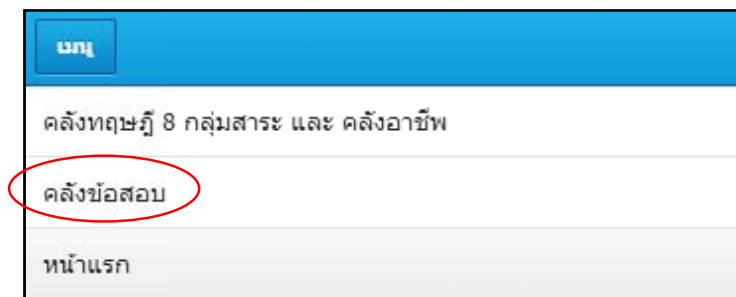 เมนู
คลังทฤษฎี 8 กลุ่มสาระ และ คลังอาชีพ
คลังข้อสอบ
หน้าแรก